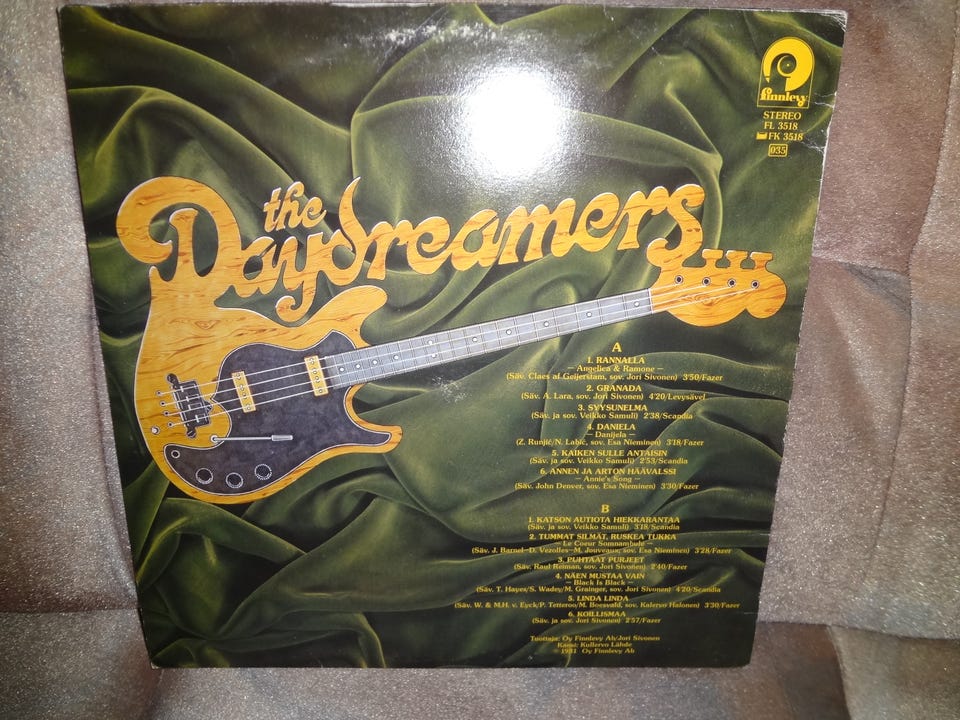 the
Daydreamers
finnlevy
STEREO
FL 3518
FK 3518
035
A
1. RANNALLA
— Angelica & Ramone —
(Säv. Claes af Geijerstam, sov. Jori Sivonen) 3'50/Fazer
2. GRANADA
(Säv. A. Lara, sov. Jori Sivonen) 4'20/Levysävel
3. SYYSUNELMA
(Säv. ja sov. Veikko Samuli) 2'38/Scandia
4. DANIELA
— Danijela —
(Z. Runjić/N. Labić, sov. Esa Nieminen) 3'18/Fazer
5. KAIKEN SULLE ANTAISIN
(Säv. ja sov. Veikko Samuli) 2'53/Scandia
6. ANNEN JA ARTON HÄÄVALSSI
— Annie's Song —
(Säv. John Denver, sov. Esa Nieminen) 3'30/Fazer
B
1. KATSON AUTIOTA HIEKKARANTAA
(Säv. ja sov. Veikko Samuli) 3'18/Scandia
2. TUMMAT SILMÄT, RUSKEA TUKKA
— Le Coeur Somnambule —
(Säv. J. Barnel—D. Vezolles—M. Jouveaux, sov. Esa Nieminen) 3'28/Fazer
3. PUHTAAT PURJEET
(Säv. Raul Reiman, sov. Jori Sivonen) 2'40/Fazer
4. NÄEN MUSTAA VAIN
— Black Is Black —
(Säv. T. Hayes/S. Wadey/M. Grainger, sov. Jori Sivonen) 4'20/Scandia
5. LINDA LINDA
(Säv. W. & M.H. v. Eyck/P. Tetteroo/M. Boesvald, sov. Kalervo Halonen) 3'30/Fazer
6. KOILLISMAA
(Säv. ja sov. Jori Sivonen) 2'57/Fazer
Tuottaja: Oy Finnlevy Ab/Jori Sivonen
Kansi: Kullervo Lähde
℗ 1981 Oy Finnlevy Ab